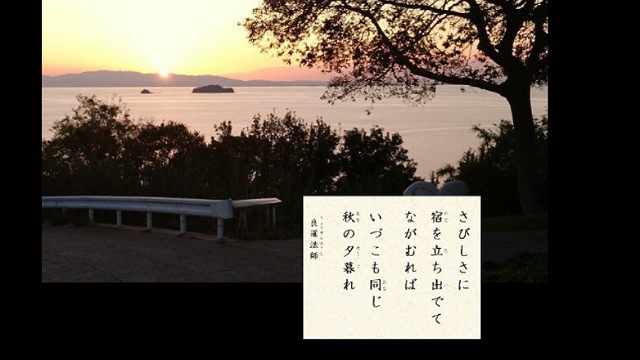 さびしさに
宿を立ち出でて
ながむれば
いづこも同じ
秋の夕暮れ
良暹法師